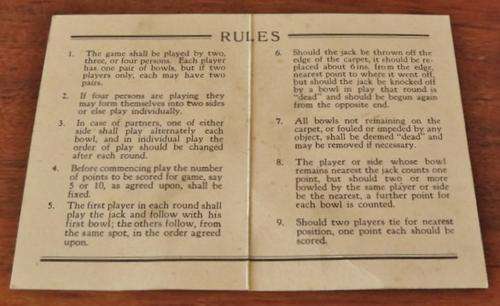 RULES
1. The game shall be played by two,
three, or four persons. Each player
has one pair of bowls, but if two
players only, each may have two
pairs.
2. If four persons are playing they
may form themselves into two sides
or else play individually.
3. In case of partners, one of either
side shall play alternately each
bowl, and in individual play the
order of play should be changed
after each round.
4. Before commencing play the number
of points to be scored for game, say
5 or 10, as agreed upon, shall be
fixed.
5. The first player in each round shall
play the jack and follow with his
first bowl; the others follow, from
the same spot, in the order agreed
upon.
6. Should the jack be thrown off the
edge of the carpet, it should be re-
placed about 6 ins. from the edge,
nearest point to where it went off,
but should the jack be knocked off
by a bowl in play that round is
"dead" and should be begun again
from the opposite end.
7. All bowls not remaining on the
carpet, or fouled or impeded by any
object, shall be deemed "dead" and
may be removed if necessary.
8. The player or side whose bowl
remains nearest the jack counts one
point, but should two or more
bowled by the same player or side
be the nearest, a further point for
each bowl is counted.
9. Should two players tie for nearest
position, one point each should be
scored.